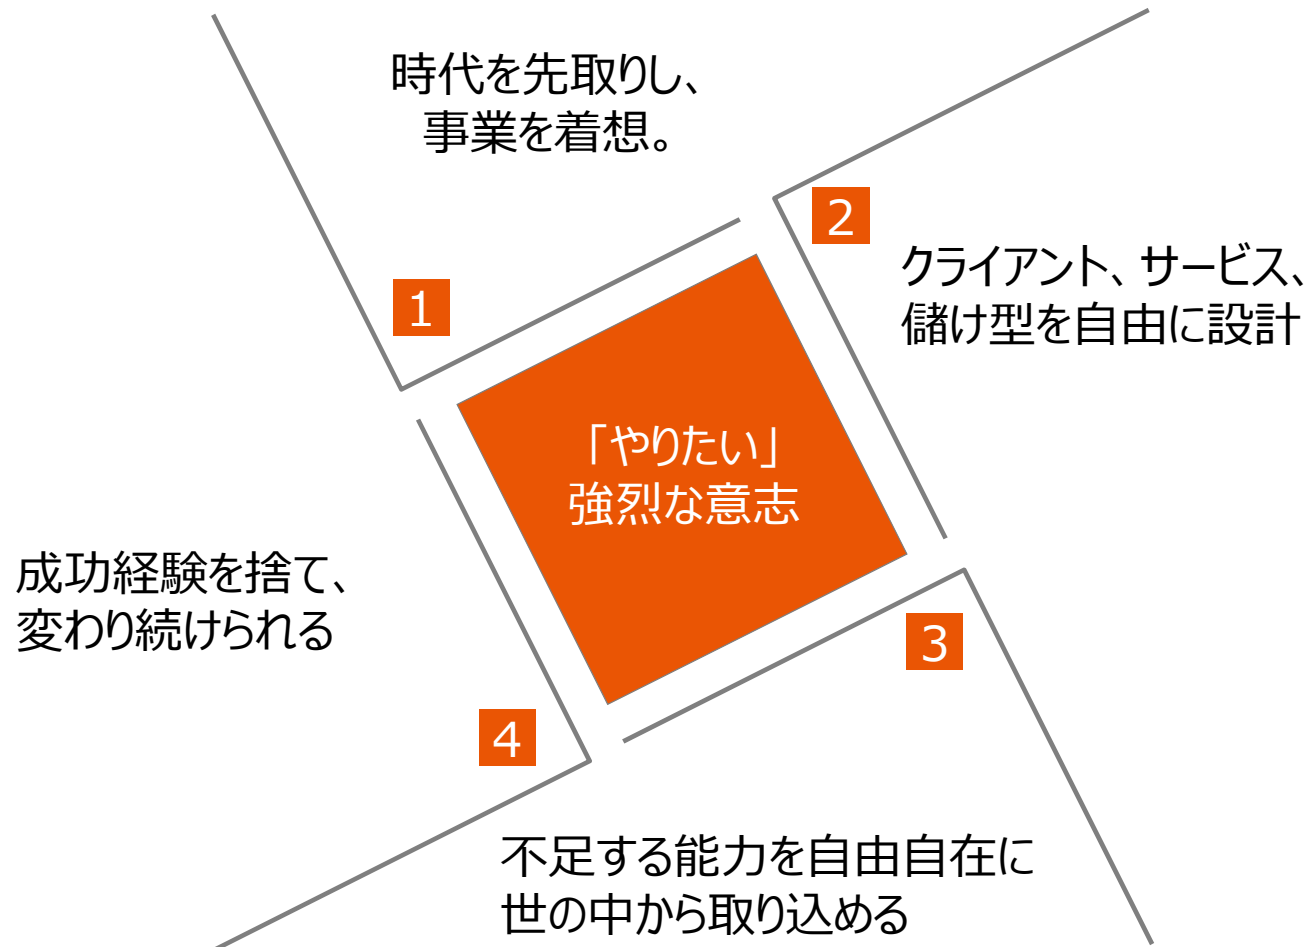 時代を先取りし、
事業を着想。
1
2
クライアント、サービス、
儲け型を自由に設計
「やりたい」
強烈な意志
3
不足する能力を自由自在に
世の中から取り込める
4
成功経験を捨て、
変わり続けられる